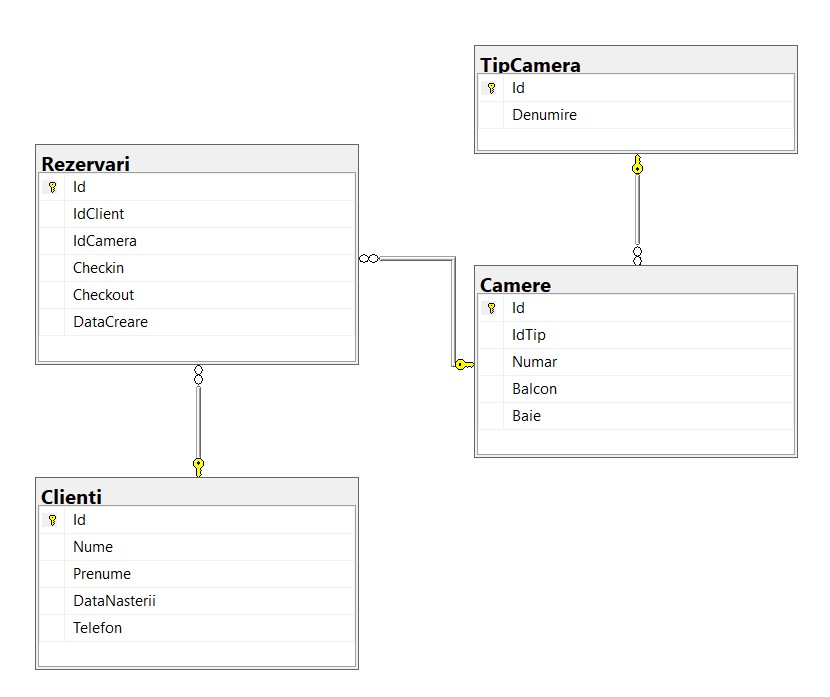 TipCamera
Id
Denumire
Rezervari
Id
IdClient
IdCamera
Checkin
Checkout
DataCreare
Camere
Id
IdTip
Numar
Balcon
Baie
Clienti
Id
Nume
Prenume
DataNasterii
Telefon